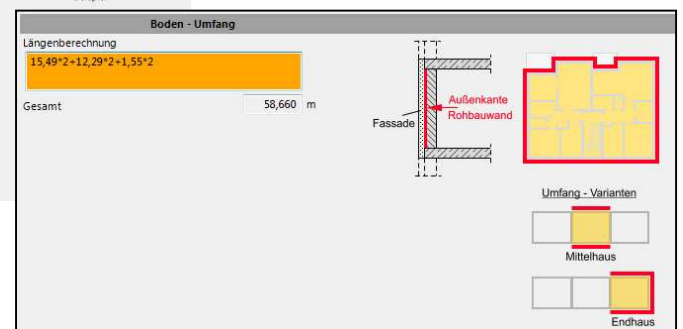 Boden - Umfang
Längenberechnung
15,49*2+12,29*2+1,55*2
Gesamt 58,660 m
Fassade
Außenkante
Rohbauwand
Umfang - Varianten
Mittelhaus
Endhaus